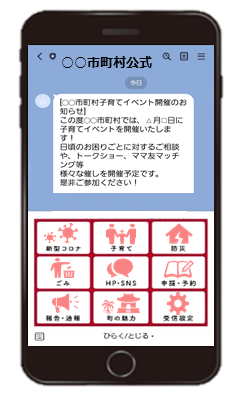 ○○市町村公式
今日
[○○市町村子育てイベント開催のお
知らせ]
この度○○市町村では、△月□日に
子育てイベントを開催いたしま
す！
日頃のお困りごとに対するご相談
や、トークショー、ママ友マッチ
ング等
様々な催しを開催予定です。
是非ご参加ください！
新型コロナ
子育て
防災
ごみ
HP・SNS
申請・予約
報告・通報
町の魅力
受信設定
ひらく/とじる・